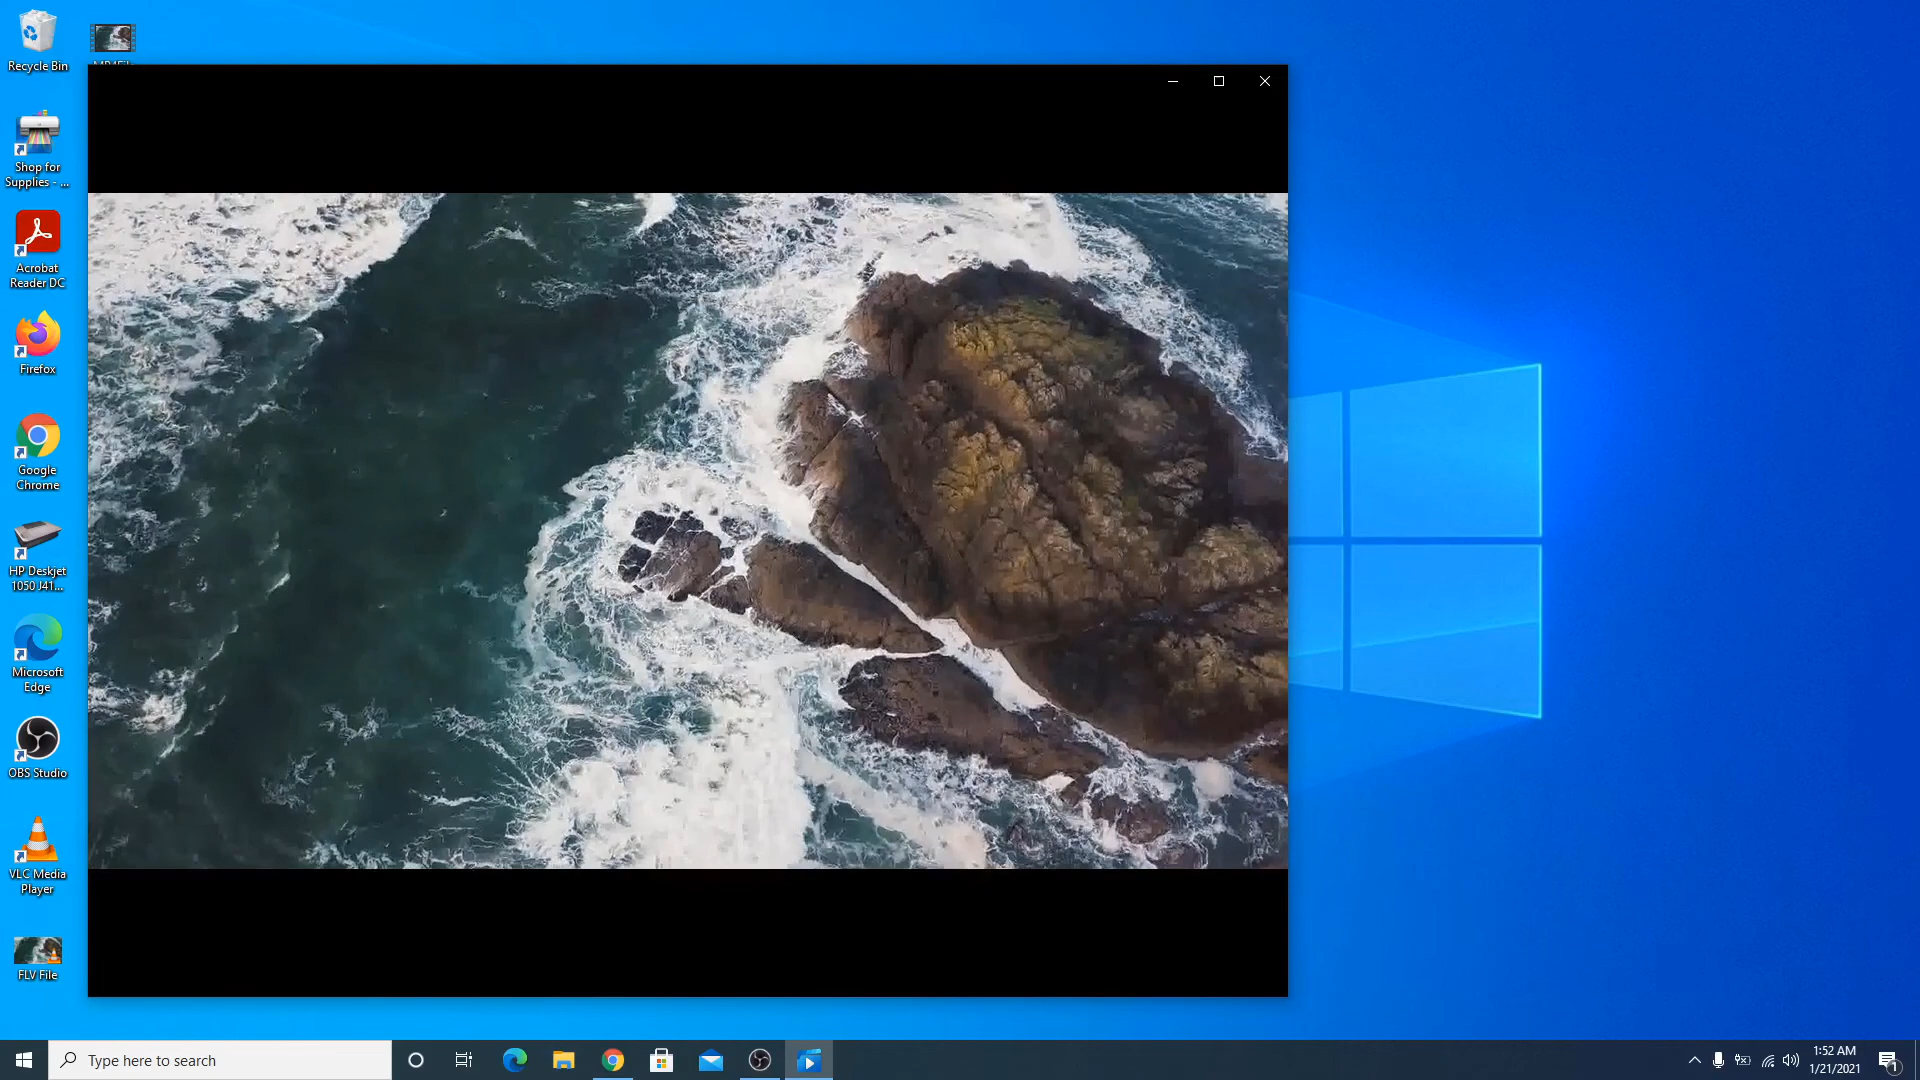 Recycle Bin
Shop for
Supplies - ...
Acrobat
Reader DC
Firefox
Google
Chrome
HP Deskjet
1050 J41...
Microsoft
Edge
OBS Studio
VLC Media
Player
FLV File
Type here to search
1:52 AM
1/21/2021
1